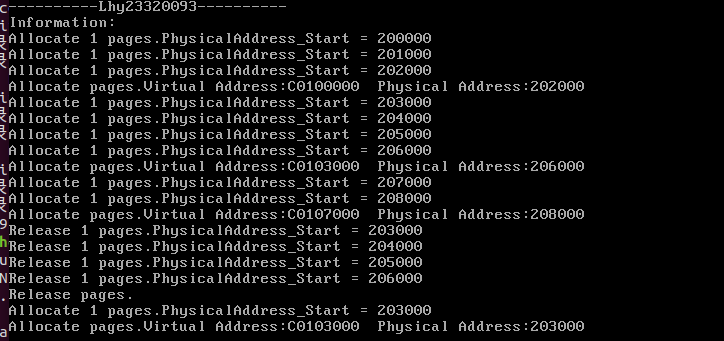 ----------Lhy23320093----------
Information:
Allocate 1 pages.PhysicalAddress_Start = 200000
Allocate 1 pages.PhysicalAddress_Start = 201000
Allocate 1 pages.PhysicalAddress_Start = 202000
Allocate pages.Virtual Address:C0100000  Physical Address:202000
Allocate 1 pages.PhysicalAddress_Start = 203000
Allocate 1 pages.PhysicalAddress_Start = 204000
Allocate 1 pages.PhysicalAddress_Start = 205000
Allocate 1 pages.PhysicalAddress_Start = 206000
Allocate pages.Virtual Address:C0103000  Physical Address:206000
Allocate 1 pages.PhysicalAddress_Start = 207000
Allocate 1 pages.PhysicalAddress_Start = 208000
Allocate pages.Virtual Address:C0107000  Physical Address:208000
Release 1 pages.PhysicalAddress_Start = 203000
Release 1 pages.PhysicalAddress_Start = 204000
Release 1 pages.PhysicalAddress_Start = 205000
Release 1 pages.PhysicalAddress_Start = 206000
Release pages.
Allocate 1 pages.PhysicalAddress_Start = 203000
Allocate pages.Virtual Address:C0103000  Physical Address:203000